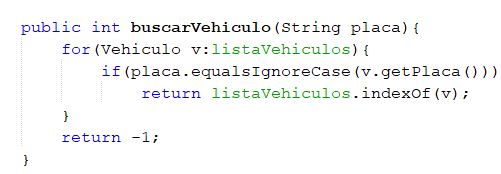 public int buscarVehiculo(String placa){
    for(Vehiculo v:listaVehiculos){
        if(placa.equalsIgnoreCase(v.getPlaca()))
            return listaVehiculos.indexOf(v);
    }
    return -1;
}